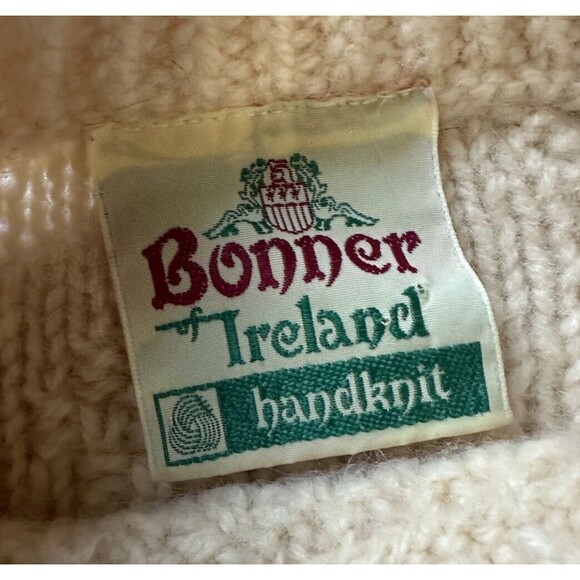 Bonner
of Ireland
handknit